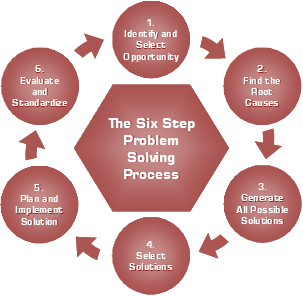 1.
Identify and
Select
Opportunity
2.
Find the
Root
Causes
3.
Generate
All Possible
Solutions
4.
Select
Solutions
5.
Plan and
Implement
Solution
6.
Evaluate
and
Standardize
The Six Step
Problem
Solving
Process